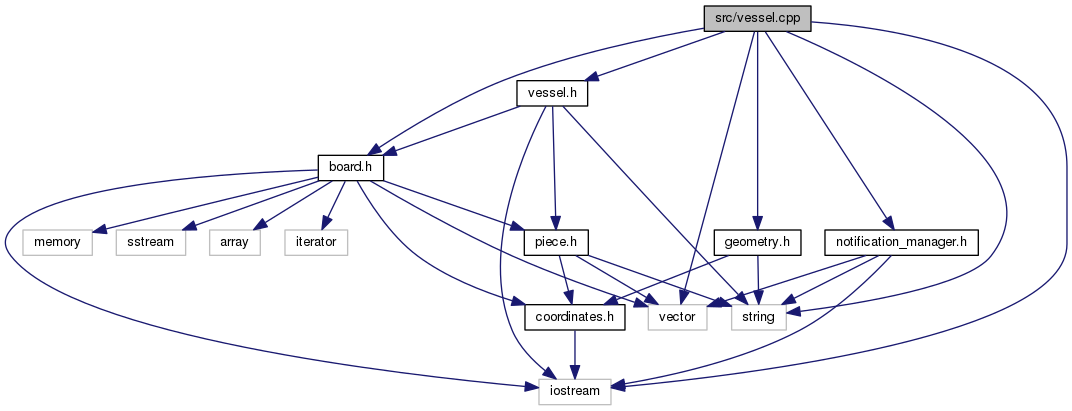 src/vessel.cpp
vessel.h
board.h
memory
sstream
array
iterator
piece.h
geometry.h
notification_manager.h
coordinates.h
vector
string
iostream